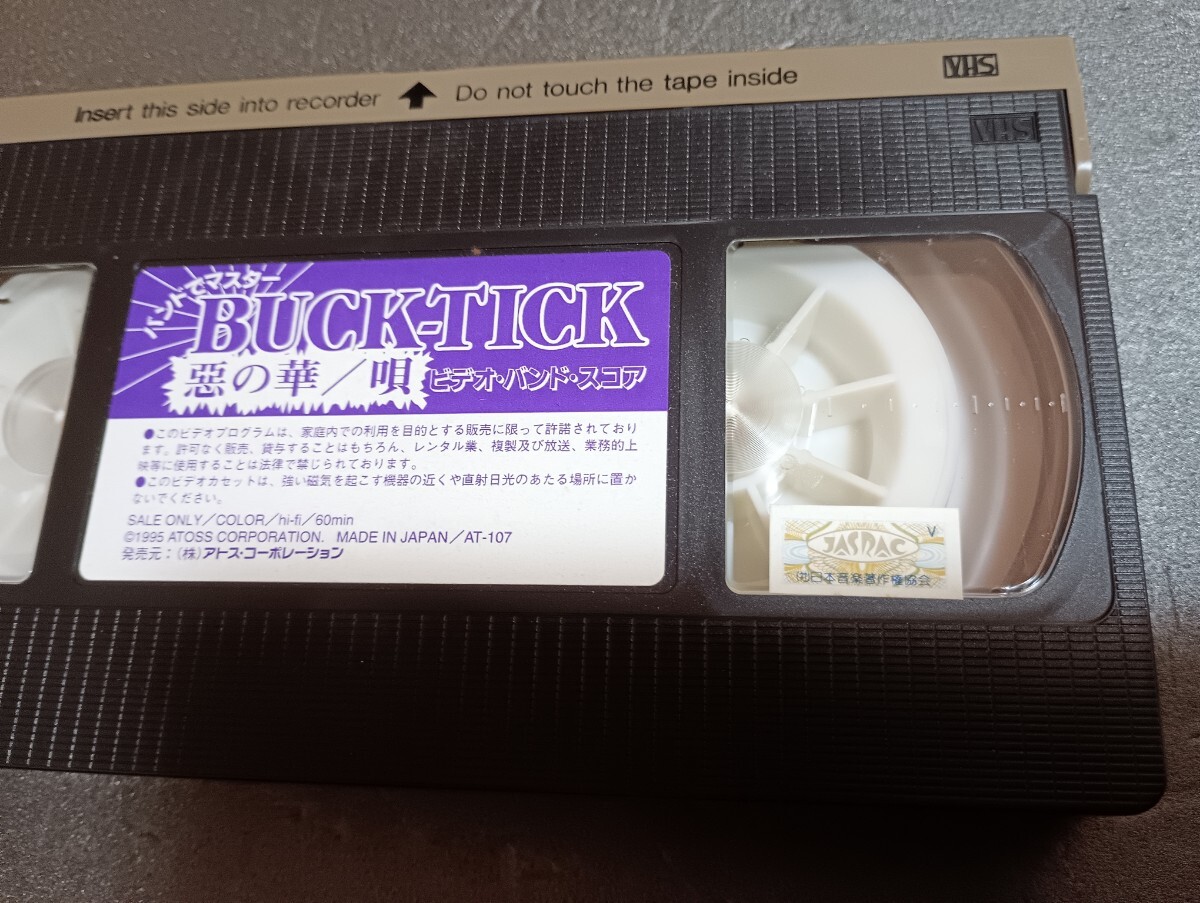 Insert this side into recorder Do not touch the tape inside VHS
VHS
バンドでマスター
BUCK-TICK
惡の華/唄 ビデオ・バンド・スコア
●このビデオプログラムは、家庭内での利用を目的とする販売に限って許諾されており
ます。許可なく販売、貸与することはもちろん、レンタル業、複製及び放送、業務的上
映等に使用することは法律で禁じられております。
●このビデオカセットは、強い磁気を起こす機器の近くや直射日光のあたる場所に置か
ないでください。
SALE ONLY/COLOR/hi-fi/60min
©1995 ATOSS CORPORATION. MADE IN JAPAN/AT-107
発売元:(株)アトス・コーポレーション
V
JASRAC
(社)日本音楽著作権協会